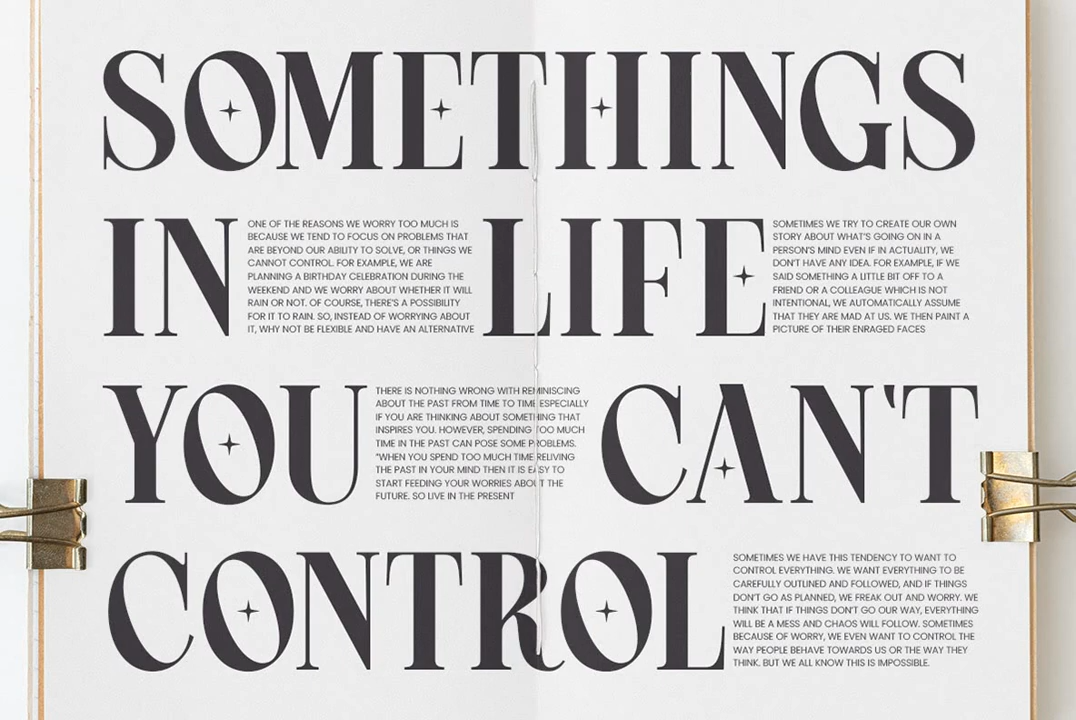 SOMETHINGS
IN
ONE OF THE REASONS WE WORRY TOO MUCH IS
BECAUSE WE TEND TO FOCUS ON PROBLEMS THAT
ARE BEYOND OUR ABILITY TO SOLVE, OR THINGS WE
CANNOT CONTROL. FOR EXAMPLE, WE ARE
PLANNING A BIRTHDAY CELEBRATION DURING THE
WEEKEND AND WE WORRY ABOUT WHETHER IT WILL
RAIN OR NOT. OF COURSE, THERE'S A POSSIBILITY
FOR IT TO RAIN. SO, INSTEAD OF WORRYING ABOUT
IT, WHY NOT BE FLEXIBLE AND HAVE AN ALTERNATIVE
LIFE
SOMETIMES WE TRY TO CREATE OUR OWN
STORY ABOUT WHAT'S GOING ON IN A
PERSON'S MIND EVEN IF IN ACTUALITY, WE
DON'T HAVE ANY IDEA. FOR EXAMPLE, IF WE
SAID SOMETHING A LITTLE BIT OFF TO A
FRIEND OR A COLLEAGUE WHICH IS NOT
INTENTIONAL, WE AUTOMATICALLY ASSUME
THAT THEY ARE MAD AT US. WE THEN PAINT A
PICTURE OF THEIR ENRAGED FACES
YOU
THERE IS NOTHING WRONG WITH REMINISCING
ABOUT THE PAST FROM TIME TO TIME ESPECIALLY
IF YOU ARE THINKING ABOUT SOMETHING THAT
INSPIRES YOU. HOWEVER, SPENDING TOO MUCH
TIME IN THE PAST CAN POSE SOME PROBLEMS.
"WHEN YOU SPEND TOO MUCH TIME RELIVING
THE PAST IN YOUR MIND THEN IT IS EASY TO
START FEEDING YOUR WORRIES ABOUT THE
FUTURE. SO LIVE IN THE PRESENT
CAN'T
CONTROL
SOMETIMES WE HAVE THIS TENDENCY TO WANT TO
CONTROL EVERYTHING. WE WANT EVERYTHING TO BE
CAREFULLY OUTLINED AND FOLLOWED, AND IF THINGS
DON'T GO AS PLANNED, WE FREAK OUT AND WORRY. WE
THINK THAT IF THINGS DON'T GO OUR WAY, EVERYTHING
WILL BE A MESS AND CHAOS WILL FOLLOW. SOMETIMES
BECAUSE OF WORRY, WE EVEN WANT TO CONTROL THE
WAY PEOPLE BEHAVE TOWARDS US OR THE WAY THEY
THINK. BUT WE ALL KNOW THIS IS IMPOSSIBLE.